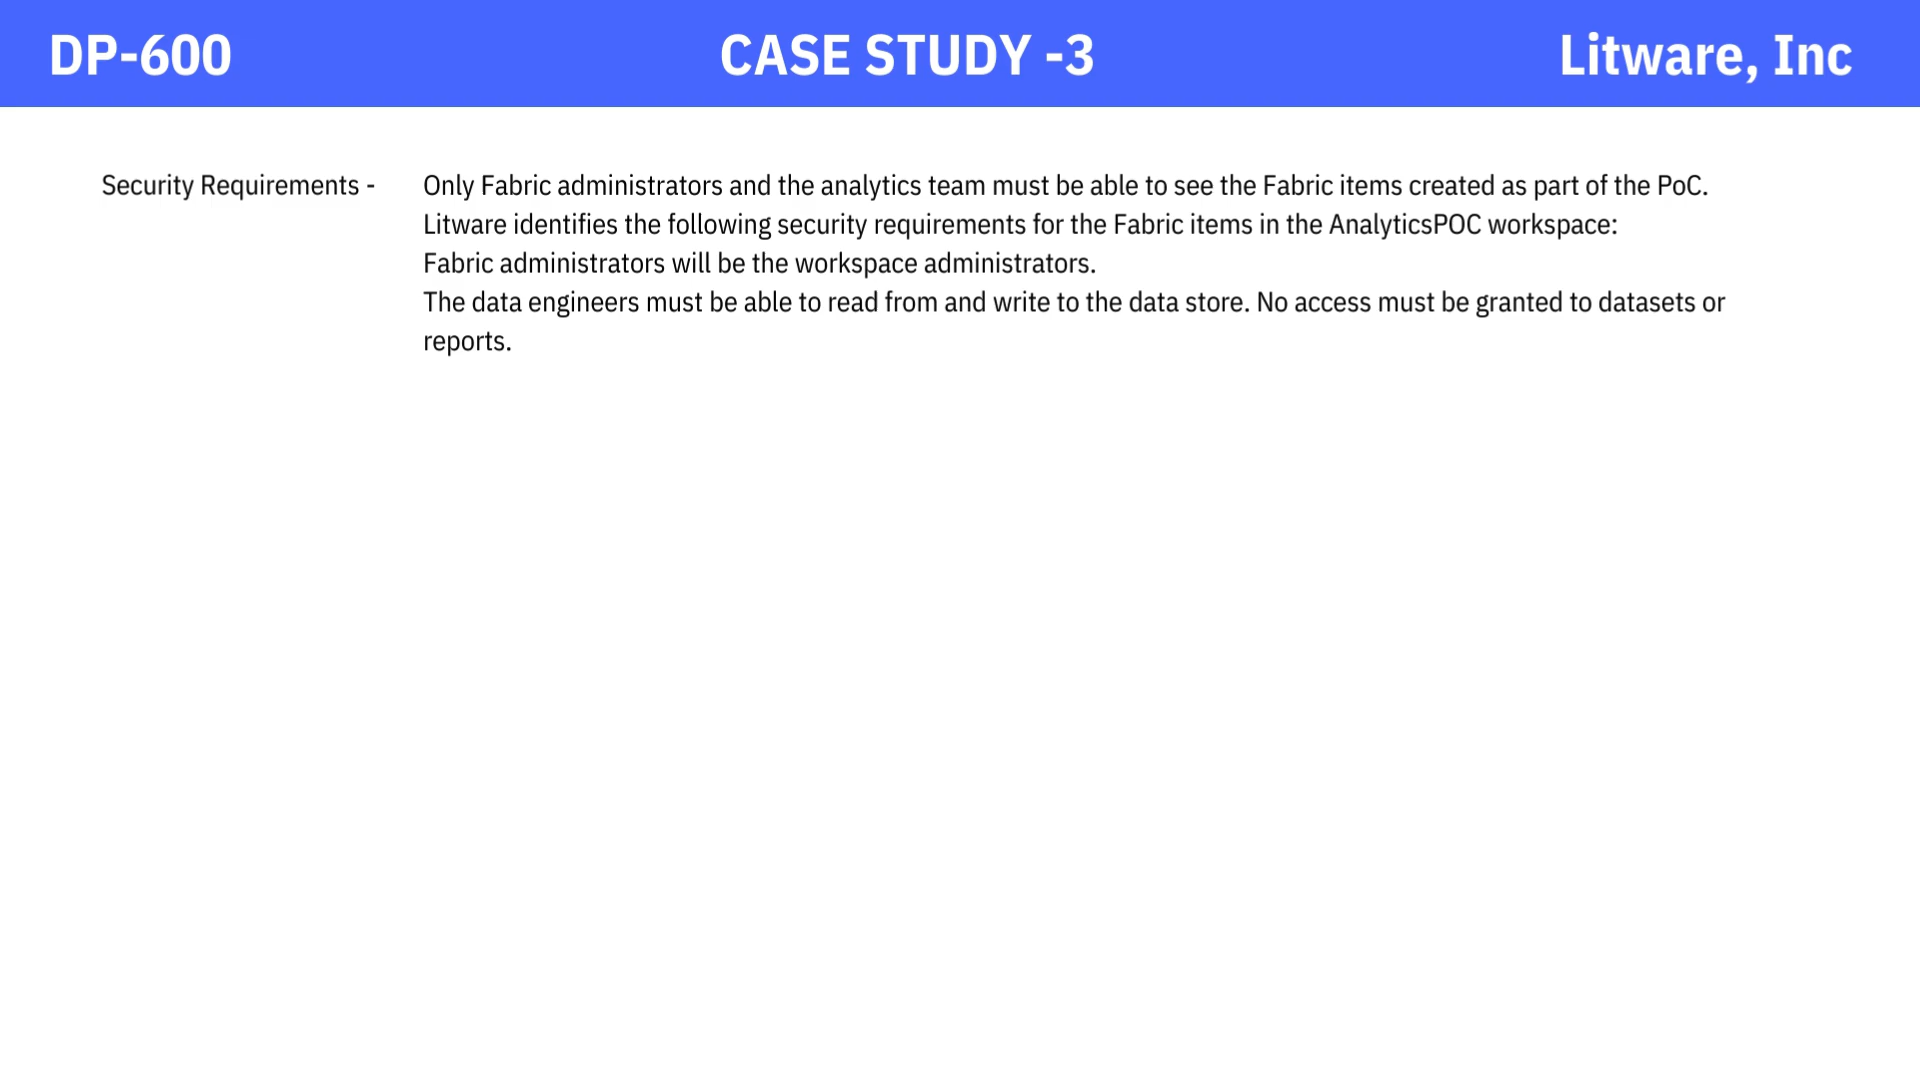 DP-600
CASE STUDY -3
Litware, Inc
Security Requirements -
Only Fabric administrators and the analytics team must be able to see the Fabric items created as part of the PoC.
Litware identifies the following security requirements for the Fabric items in the AnalyticsPOC workspace:
Fabric administrators will be the workspace administrators.
The data engineers must be able to read from and write to the data store. No access must be granted to datasets or
reports.